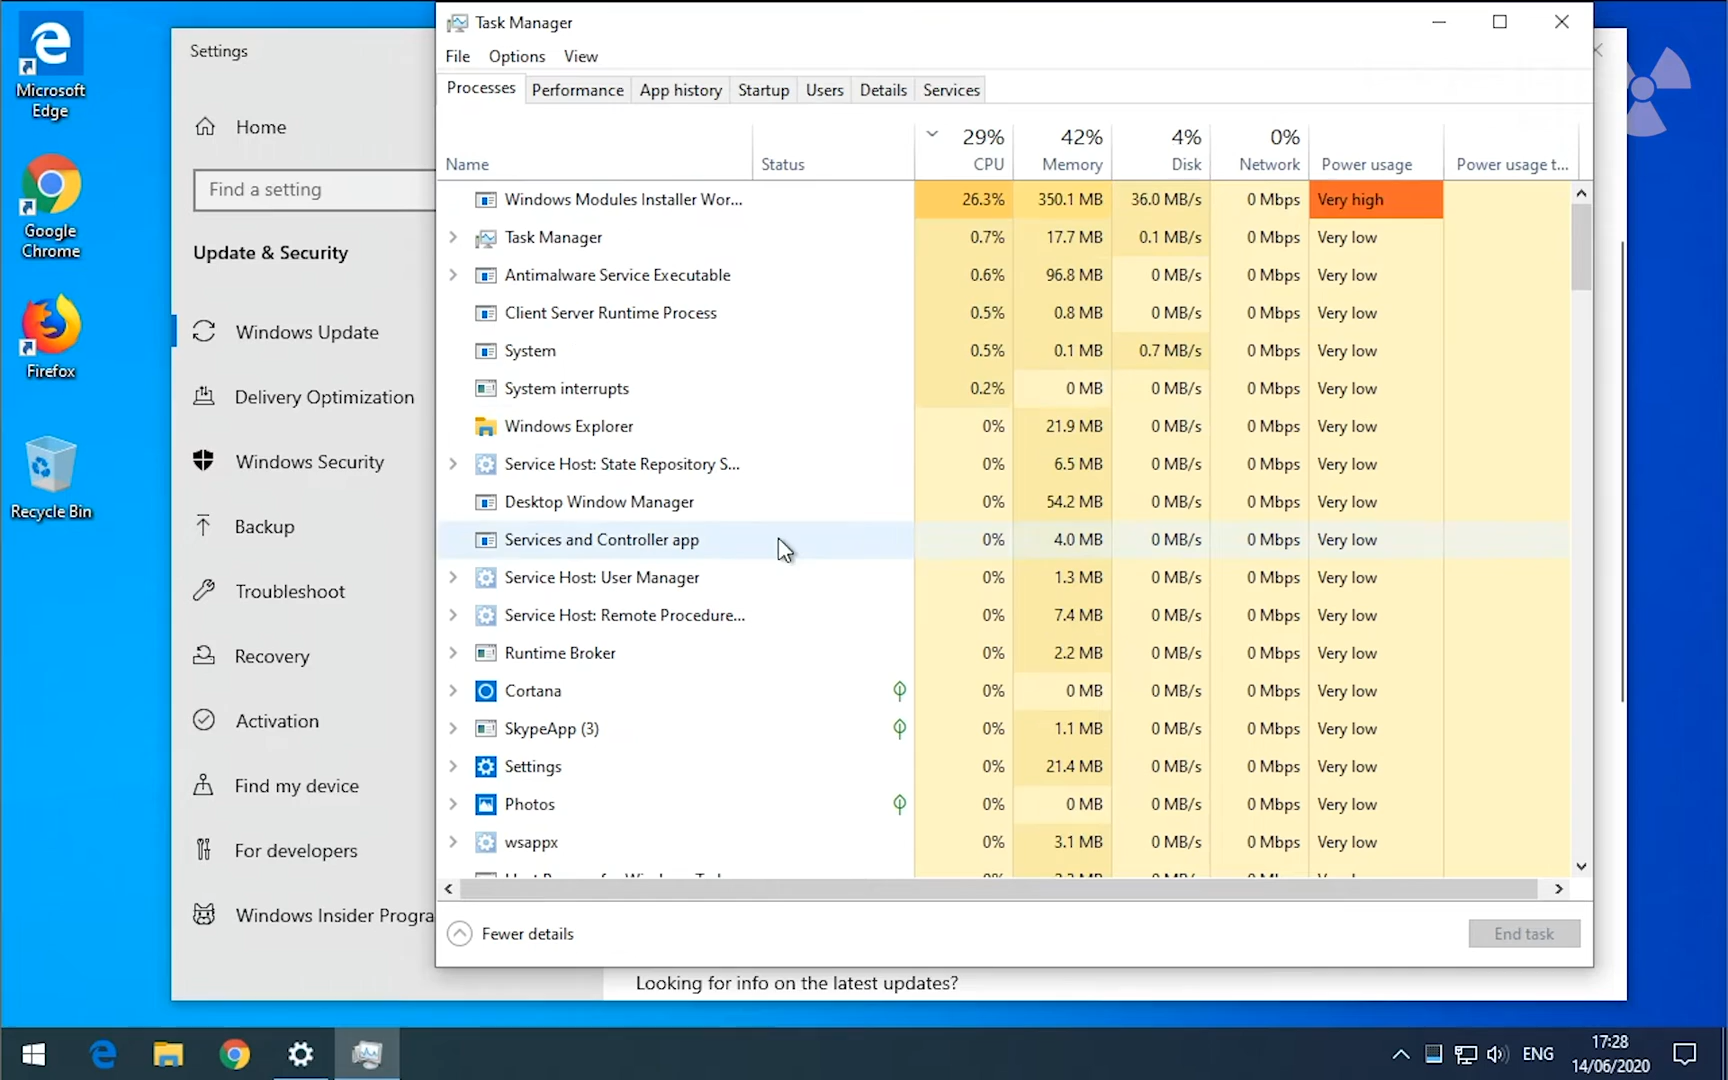 Microsoft
Edge
Google
Chrome
Firefox
Recycle Bin
Settings
Home
Find a setting
Update & Security
Windows Update
Delivery Optimization
Windows Security
Backup
Troubleshoot
Recovery
Activation
Find my device
For developers
Windows Insider Progra
Task Manager
File Options View
Processes Performance App history Startup Users Details Services
29% 42% 4% 0%
Name Status CPU Memory Disk Network Power usage Power usage t...
Windows Modules Installer Wor... 26.3% 350.1 MB 36.0 MB/s 0 Mbps Very high
Task Manager 0.7% 17.7 MB 0.1 MB/s 0 Mbps Very low
Antimalware Service Executable 0.6% 96.8 MB 0 MB/s 0 Mbps Very low
Client Server Runtime Process 0.5% 0.8 MB 0 MB/s 0 Mbps Very low
System 0.5% 0.1 MB 0.7 MB/s 0 Mbps Very low
System interrupts 0.2% 0 MB 0 MB/s 0 Mbps Very low
Windows Explorer 0% 21.9 MB 0 MB/s 0 Mbps Very low
Service Host: State Repository S... 0% 6.5 MB 0 MB/s 0 Mbps Very low
Desktop Window Manager 0% 54.2 MB 0 MB/s 0 Mbps Very low
Services and Controller app 0% 4.0 MB 0 MB/s 0 Mbps Very low
Service Host: User Manager 0% 1.3 MB 0 MB/s 0 Mbps Very low
Service Host: Remote Procedure... 0% 7.4 MB 0 MB/s 0 Mbps Very low
Runtime Broker 0% 2.2 MB 0 MB/s 0 Mbps Very low
Cortana 0% 0 MB 0 MB/s 0 Mbps Very low
SkypeApp (3) 0% 1.1 MB 0 MB/s 0 Mbps Very low
Settings 0% 21.4 MB 0 MB/s 0 Mbps Very low
Photos 0% 0 MB 0 MB/s 0 Mbps Very low
wsappx 0% 3.1 MB 0 MB/s 0 Mbps Very low
Fewer details
End task
Looking for info on the latest updates?
ENG
17:28
14/06/2020